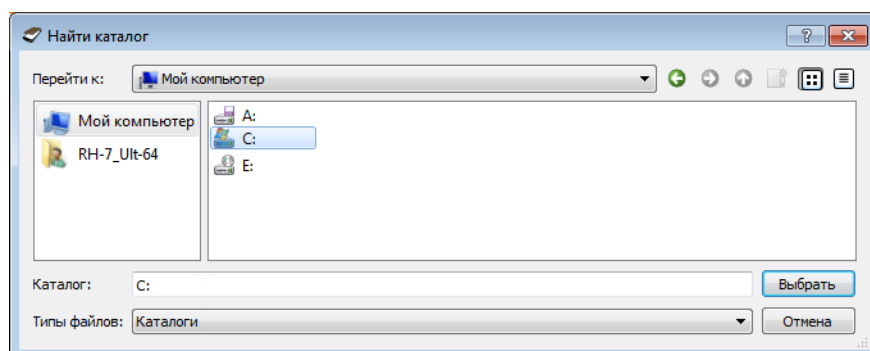 Найти каталог
Перейти к: Мой компьютер
Мой компьютер
RH-7_Ult-64
A:
C:
E:
Каталог: C: Выбрать
Типы файлов: Каталоги Отмена